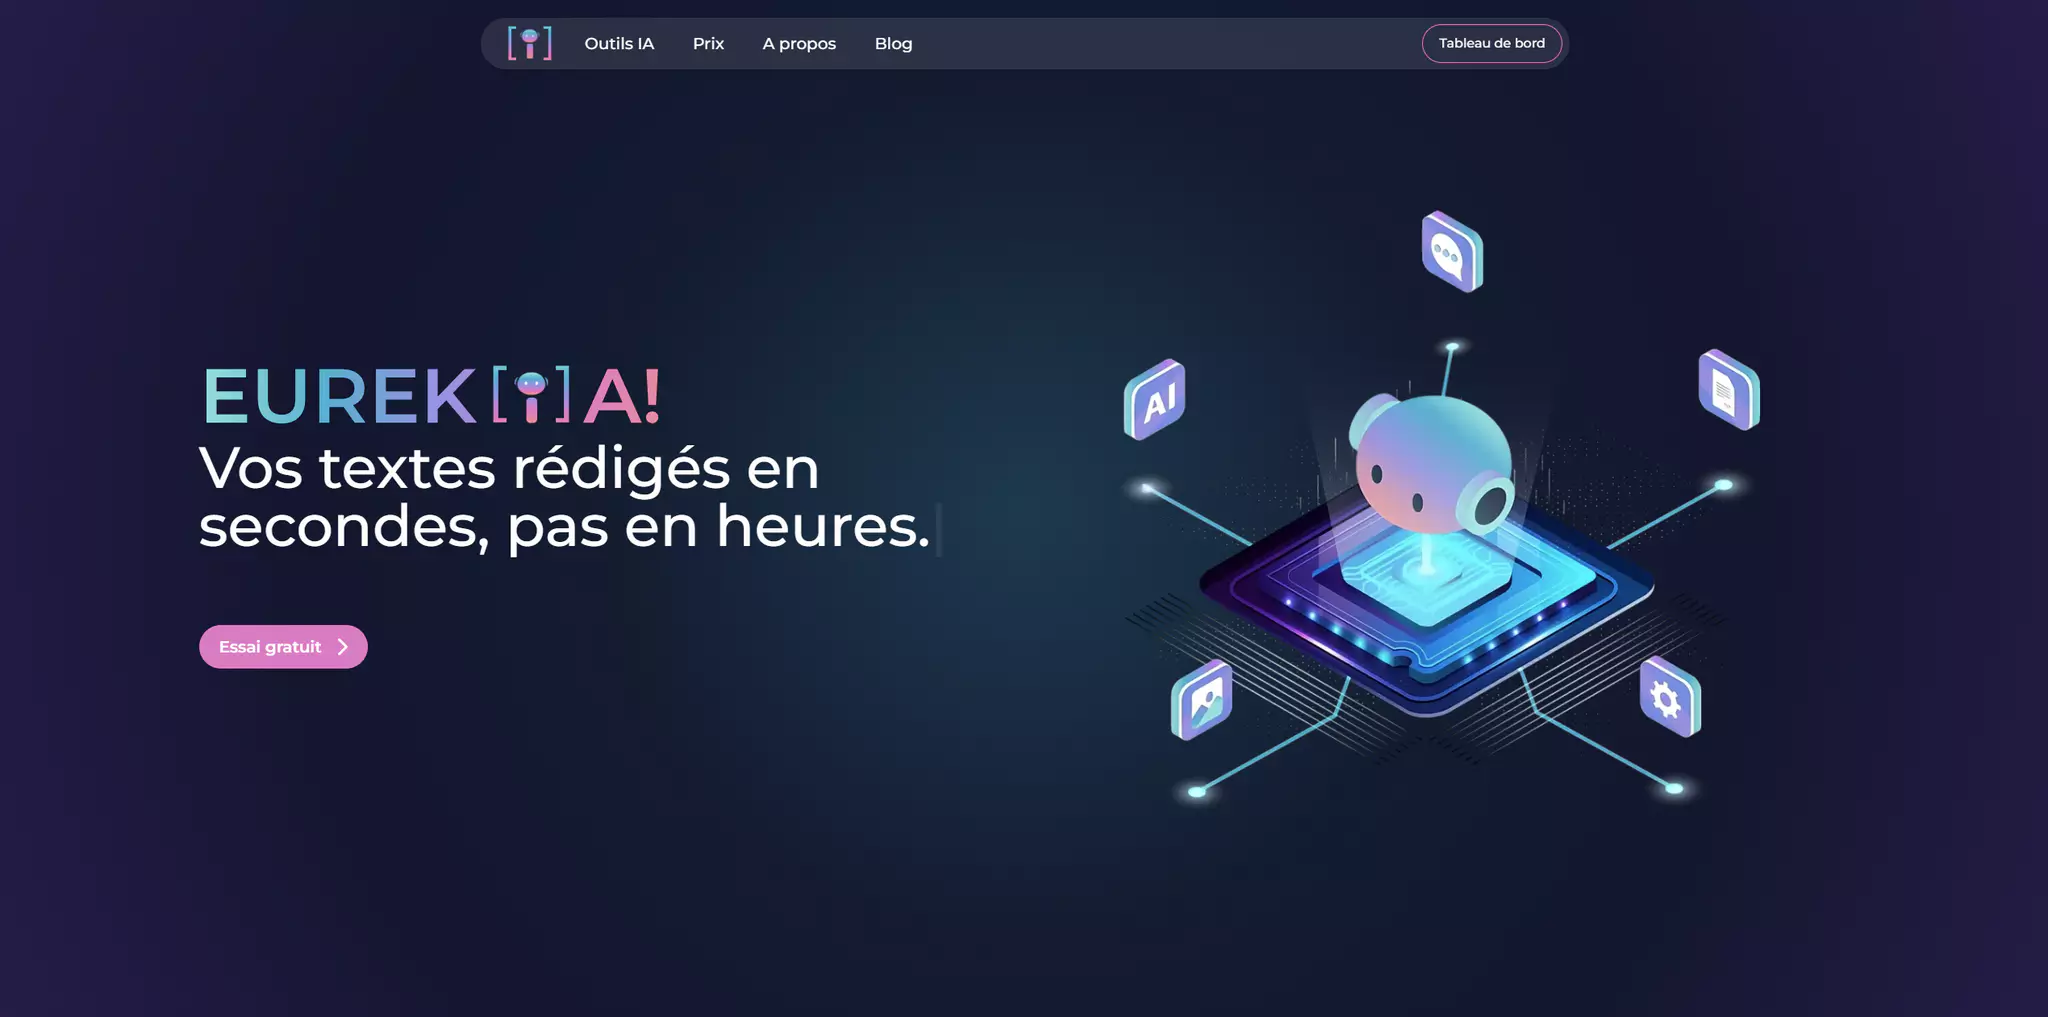 Outils IA
Prix
A propos
Blog
Tableau de bord
EUREK[I]A!
Vos textes rédigés en
secondes, pas en heures.
Essai gratuit
AI